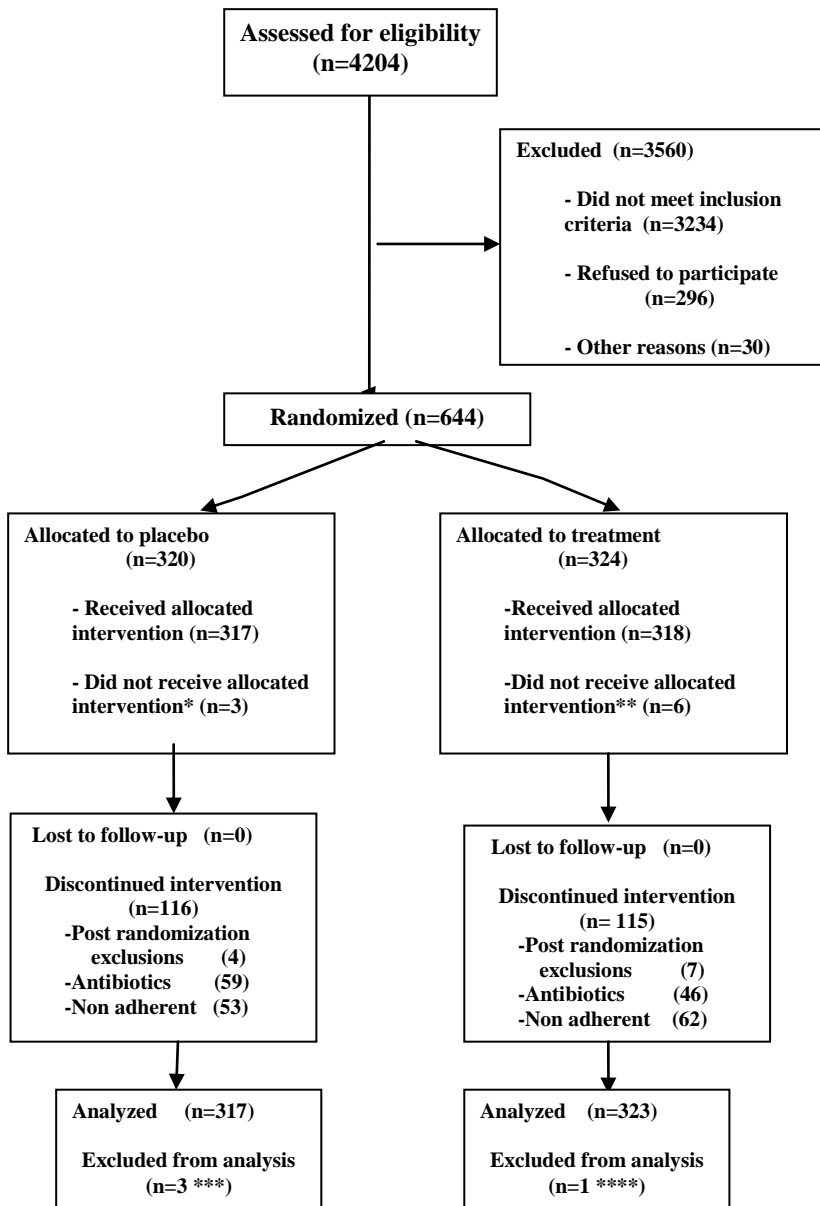 Assessed for eligibility
(n=4204)
Excluded (n=3560)
- Did not meet inclusion
criteria (n=3234)
- Refused to participate
(n=296)
- Other reasons (n=30)
Randomized (n=644)
Allocated to placebo
(n=320)
- Received allocated
intervention (n=317)
- Did not receive allocated
intervention* (n=3)
Allocated to treatment
(n=324)
-Received allocated
intervention (n=318)
-Did not receive allocated
intervention** (n=6)
Lost to follow-up (n=0)
Discontinued intervention
(n=116)
-Post randomization
exclusions (4)
-Antibiotics (59)
-Non adherent (53)
Lost to follow-up (n=0)
Discontinued intervention
(n= 115)
-Post randomization
exclusions (7)
-Antibiotics (46)
-Non adherent (62)
Analyzed (n=317)
Excluded from analysis
(n=3 ***)
Analyzed (n=323)
Excluded from analysis
(n=1 ****)